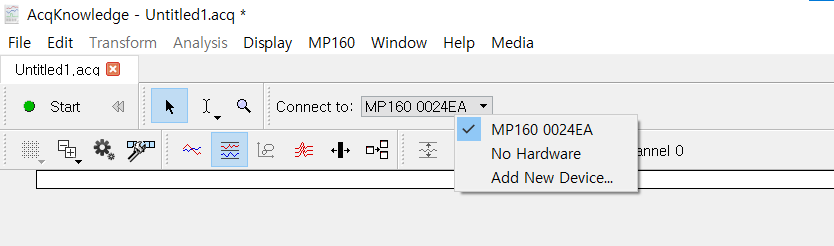 AcqKnowledge - Untitled1.acq *
File Edit Transform Analysis Display MP160 Window Help Media
Untitled1.acq
Start Connect to: MP160 0024EA
MP160 0024EA
No Hardware
annel 0
Add New Device...